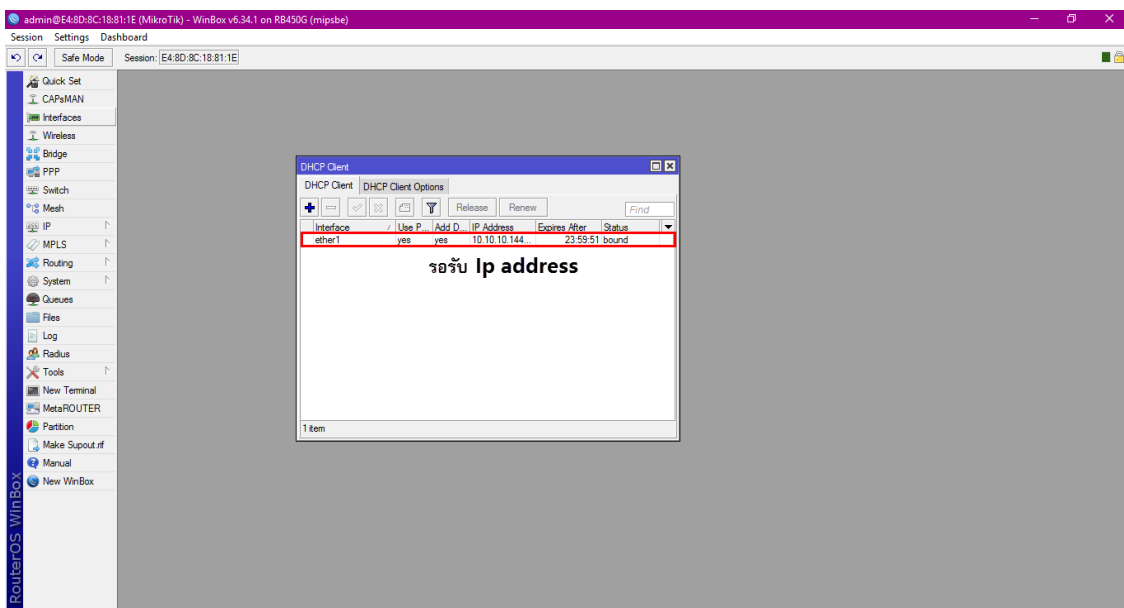 admin@E4:8D:8C:18:81:1E (MikroTik) - WinBox v6.34.1 on RB450G (mipsbe)
Session Settings Dashboard
Safe Mode Session: E4:8D:8C:18:81:1E
Quick Set
CAPsMAN
Interfaces
Wireless
Bridge
PPP
Switch
Mesh
IP
MPLS
Routing
System
Queues
Files
Log
Radius
Tools
New Terminal
MetaROUTER
Partition
Make Supout.rif
Manual
New WinBox
RouterOS WinBox
DHCP Client
DHCP Client DHCP Client Options
Release Renew Find
Interface / Use P... Add D... IP Address Expires After Status
ether1 yes yes 10.10.10.144... 23:59:51 bound
รอรับ Ip address
1 item